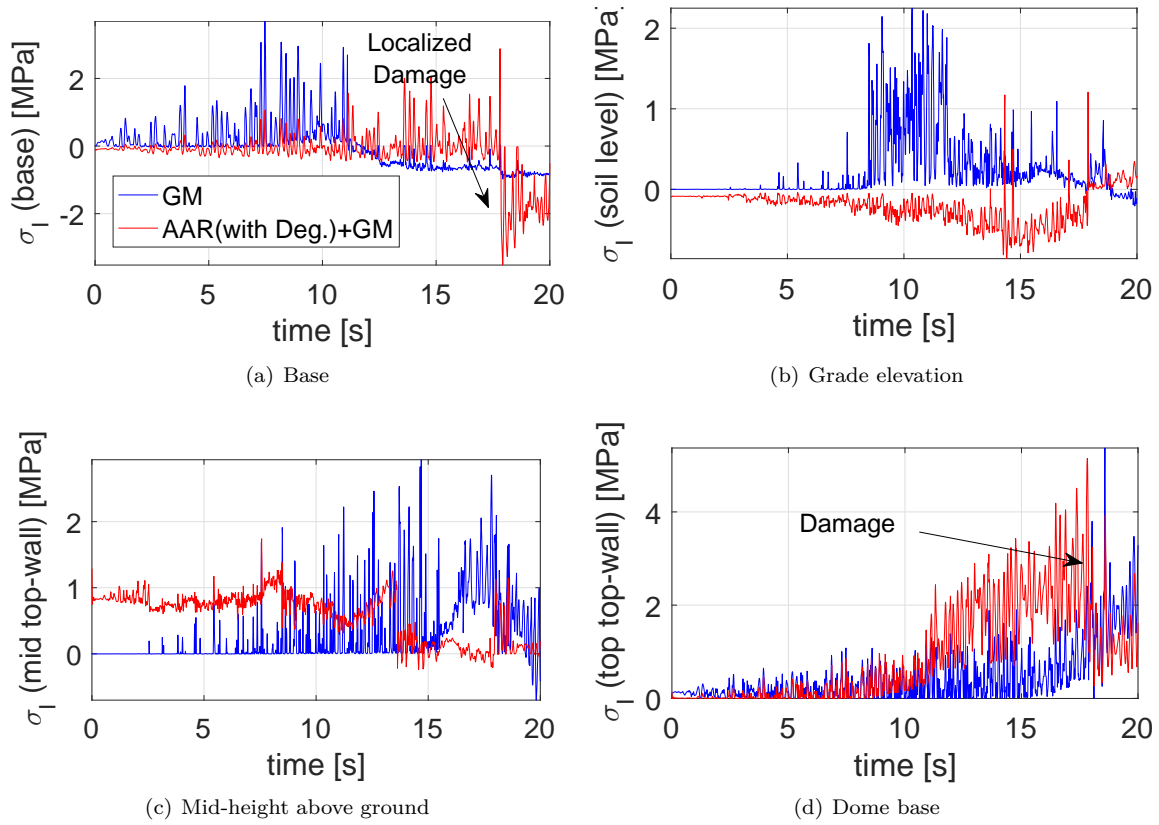 σI (base) [MPa]
2
0
-2
Localized
Damage
GM
AAR(with Deg.)+GM
0 5 10 15 20
time [s]
(a) Base
σI (soil level) [MPa]
2
1
0
0 5 10 15 20
time [s]
(b) Grade elevation
σI (mid top-wall) [MPa]
2
1
0
0 5 10 15 20
time [s]
(c) Mid-height above ground
σI (top top-wall) [MPa]
4
2
0
Damage
0 5 10 15 20
time [s]
(d) Dome base